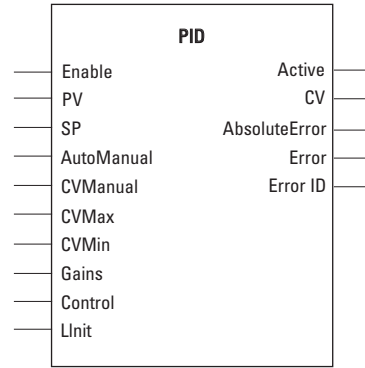 PID
Enable Active
PV CV
SP AbsoluteError
AutoManual Error
CVManual Error ID
CVMax
CVMin
Gains
Control
LInit